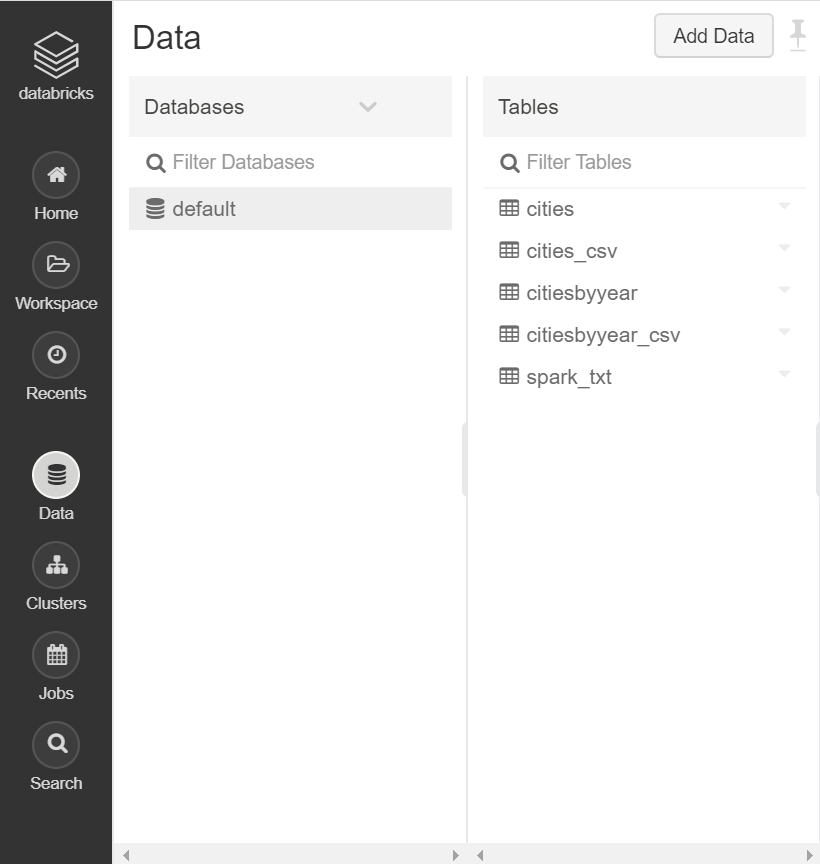 databricks
Home
Workspace
Recents
Data
Clusters
Jobs
Search
Data
Add Data
Databases
Filter Databases
default
Tables
Filter Tables
cities
cities_csv
citiesbyyear
citiesbyyear_csv
spark_txt